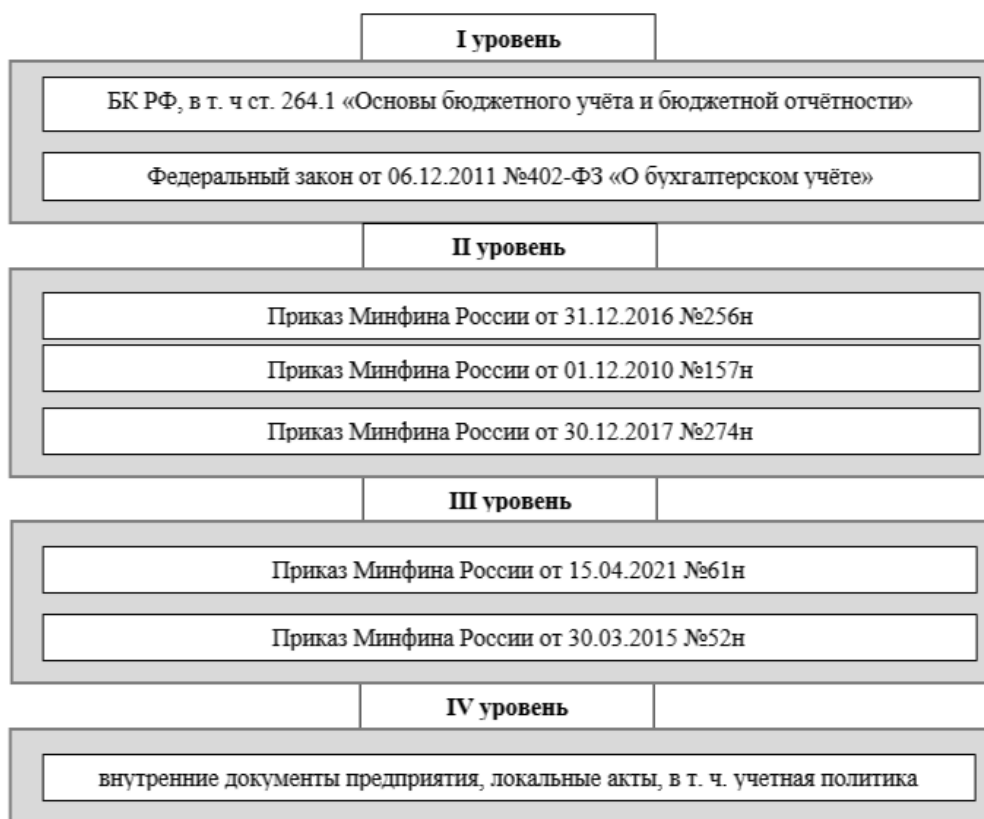 I уровень
БК РФ, в т. ч ст. 264.1 «Основы бюджетного учёта и бюджетной отчётности»
Федеральный закон от 06.12.2011 №402-ФЗ «О бухгалтерском учёте»
II уровень
Приказ Минфина России от 31.12.2016 №256н
Приказ Минфина России от 01.12.2010 №157н
Приказ Минфина России от 30.12.2017 №274н
III уровень
Приказ Минфина России от 15.04.2021 №61н
Приказ Минфина России от 30.03.2015 №52н
IV уровень
внутренние документы предприятия, локальные акты, в т. ч. учетная политика